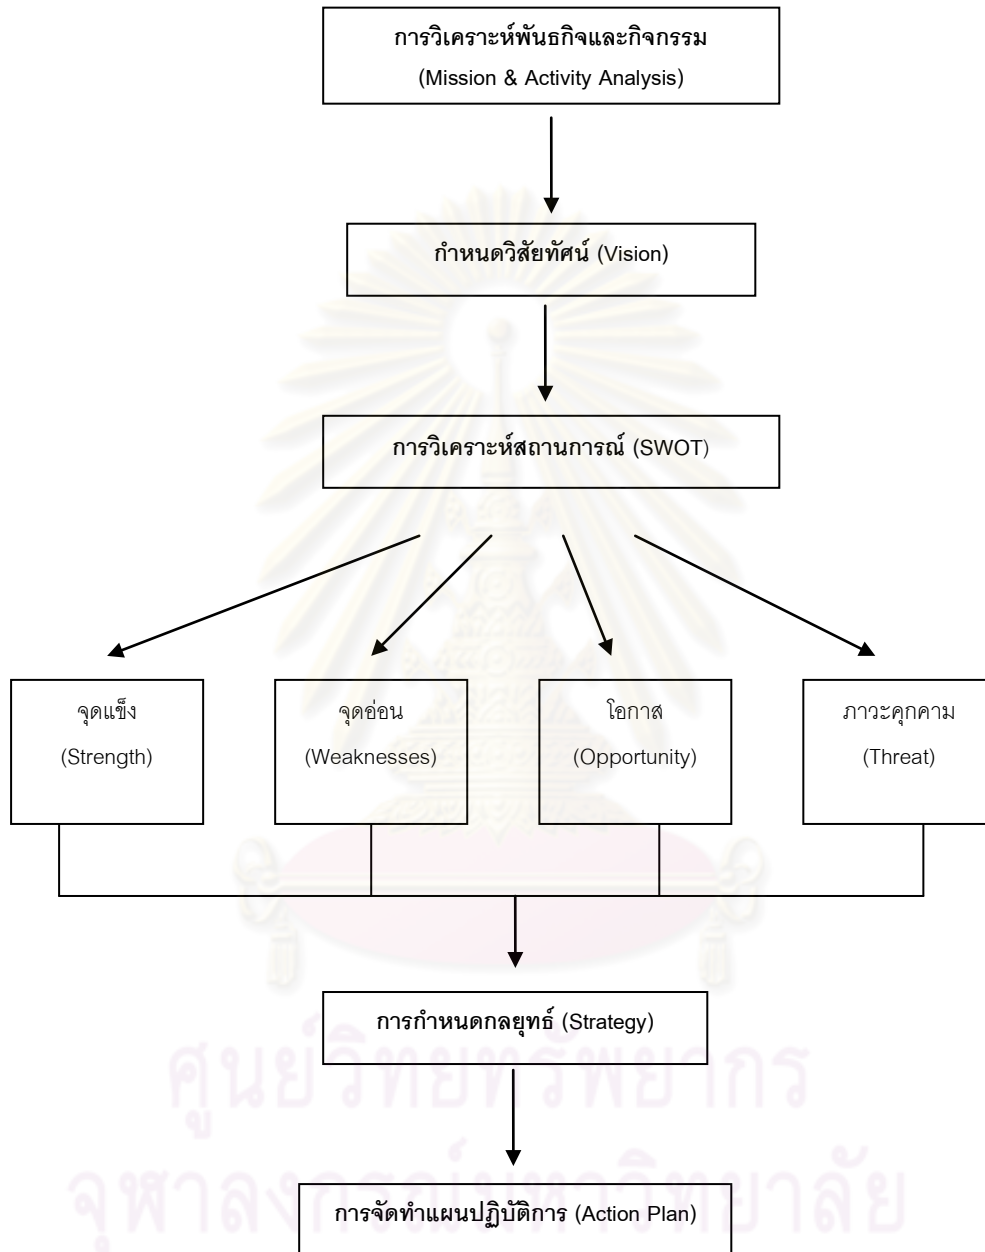 การวิเคราะห์พันธกิจและกิจกรรม
(Mission & Activity Analysis)
กำหนดวิสัยทัศน์ (Vision)
การวิเคราะห์สถานการณ์ (SWOT)
จุดแข็ง
(Strength)
จุดอ่อน
(Weaknesses)
โอกาส
(Opportunity)
ภาวะคุกคาม
(Threat)
การกำหนดกลยุทธ์ (Strategy)
ศูนย์วิทยทรัพยากร
จุฬาลงกรณ์มหาวิทยาลัย
การจัดทำแผนปฏิบัติการ (Action Plan)